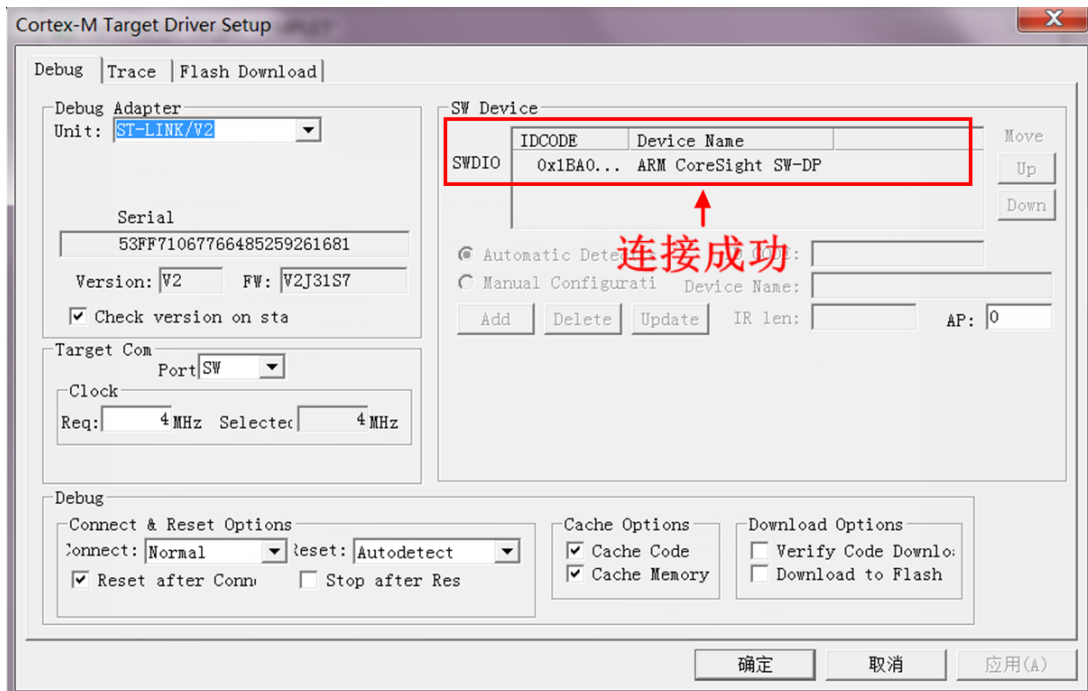 Cortex-M Target Driver Setup
Debug Trace Flash Download
Debug Adapter
Unit: ST-LINK/V2
Serial
53FF71067766485259261681
Version: V2 FW: V2J31S7
Check version on sta
Target Com
Port SW
Clock
Req: 4 MHz Selected 4 MHz
SW Device
IDCODE Device Name
SWDIO 0x1BA0... ARM CoreSight SW-DP
Move
Up
Down
连接成功
Automatic Detec CODE:
Manual Configurati Device Name:
Add Delete Update IR len: AP: 0
Debug
Connect & Reset Options
Connect: Normal Reset: Autodetect
Reset after Conn Stop after Res
Cache Options
Cache Code
Cache Memory
Download Options
Verify Code Downlo
Download to Flash
确定 取消 应用(A)